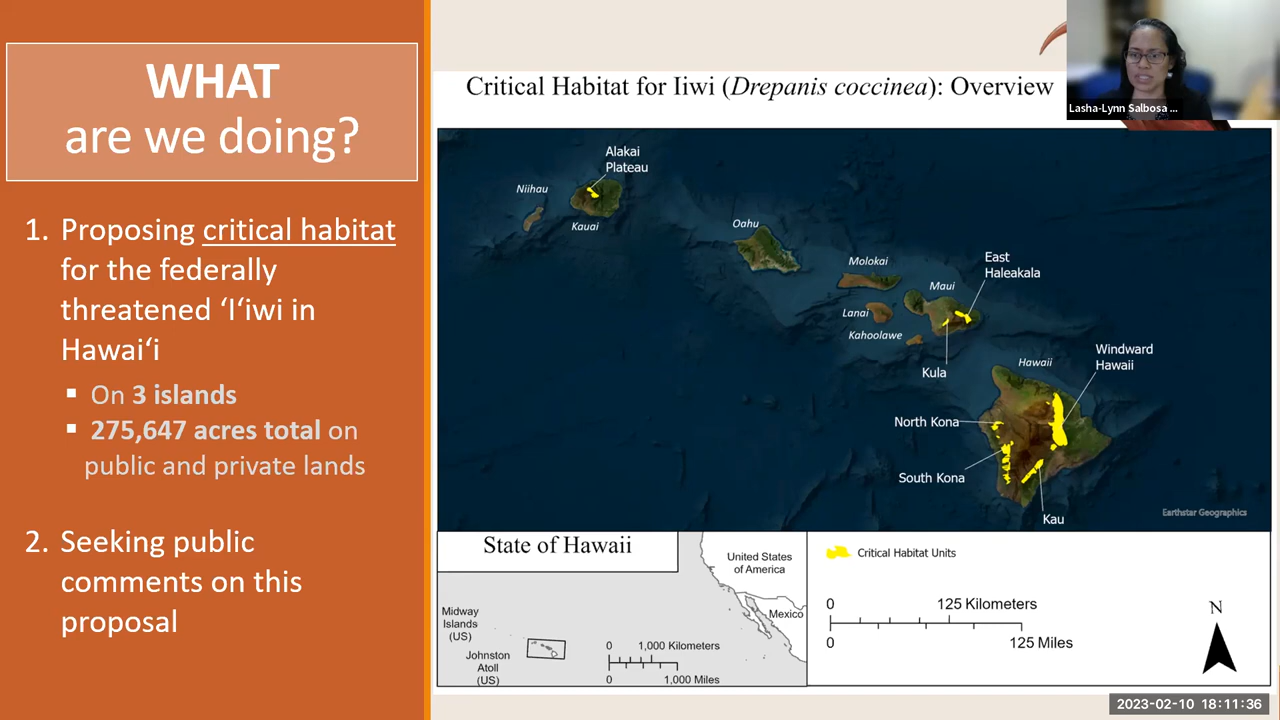 WHAT
are we doing?
1. Proposing critical habitat
for the federally
threatened ‘I‘iwi in
Hawai‘i
▪ On 3 islands
▪ 275,647 acres total on
public and private lands
2. Seeking public
comments on this
proposal
Critical Habitat for Iiwi (Drepanis coccinea): Overview
Lasha-Lynn Salbosa ...
Alakai
Plateau
Niihau
Kauai
Oahu
Molokai
East
Haleakala
Maui
Lanai
Kahoolawe
Kula
Windward
Hawaii
Hawaii
North Kona
South Kona
Kau
Earthstar Geographics
State of Hawaii
United States
of America
Mexico
Midway
Islands
(US)
Johnston
Atoll
(US)
0 1,000 Kilometers
0 1,000 Miles
Critical Habitat Units
0 125 Kilometers
0 125 Miles
N
2023-02-10 18:11:36